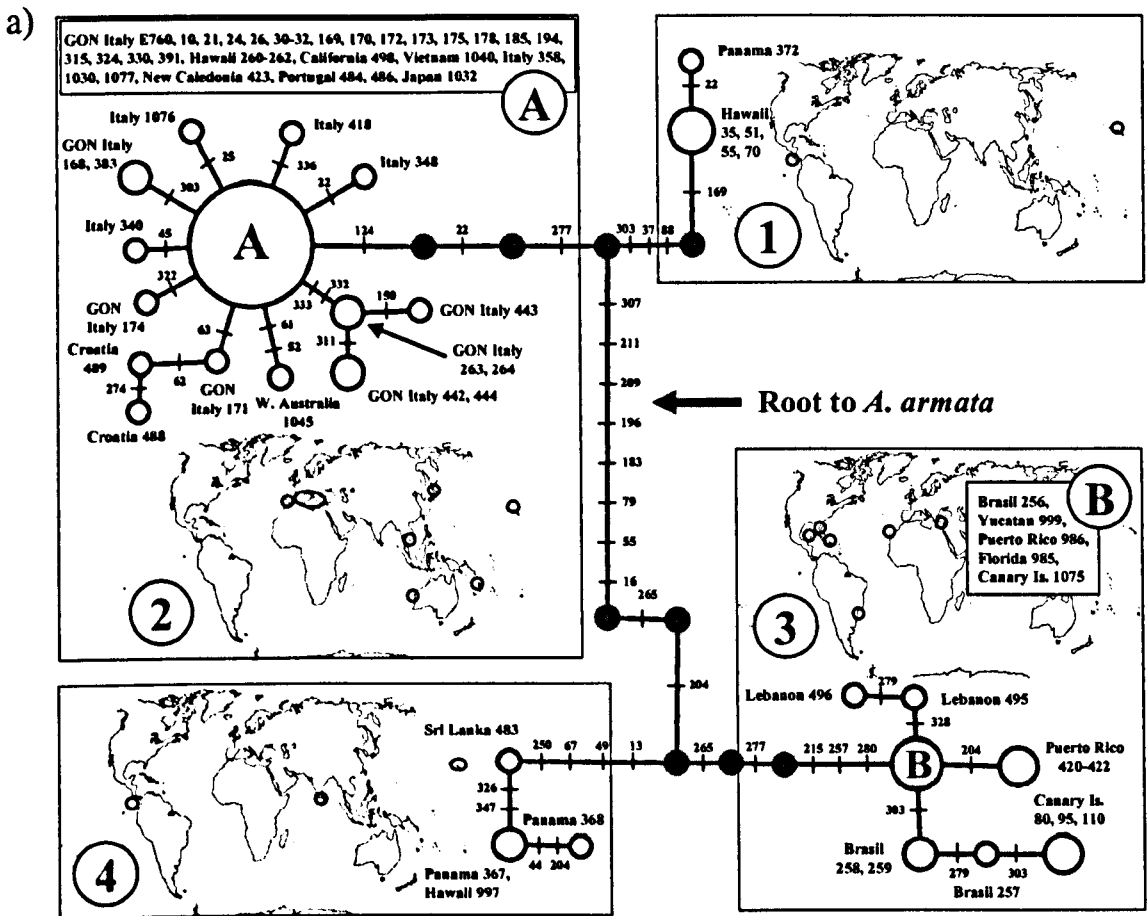 a)
GON Italy E760, 10, 21, 24, 26, 30-32, 169, 170, 172, 173, 175, 178, 185, 194,
315, 324, 330, 391, Hawaii 260-262, California 498, Vietnam 1040, Italy 358,
1030, 1077, New Caledonia 423, Portugal 484, 486, Japan 1032
A
Italy 1076
Italy 418
GON Italy
168, 383
Italy 348
25
336
22
303
Italy 340
45
A
322
GON
Italy 174
63
61
52
333
332
150
GON Italy 443
311
GON Italy
263, 264
GON Italy 442, 444
Croatia
489
62
274
Croatia 488
GON
Italy 171
W. Australia
1045
2
124
22
277
303
37
88
Panama 372
22
Hawaii
35, 51,
55, 70
169
1
307
211
209
196
183
79
55
16
265
204
Root to A. armata
B
Brasil 256,
Yucatan 999,
Puerto Rico 986,
Florida 985,
Canary Is. 1075
3
Lebanon 496
279
Lebanon 495
328
B
204
Puerto Rico
420-422
303
Canary Is.
80, 95, 110
Brasil
258, 259
279
303
Brasil 257
Sri Lanka 483
250
67
49
13
265
277
215
257
280
326
347
Panama 368
44
204
Panama 367,
Hawaii 997
4